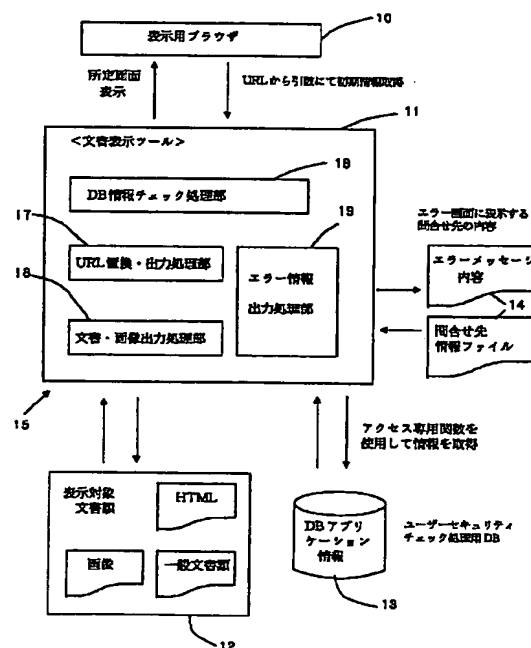 表示用ブラウザ
10
所定画面
表示
URLから引数にて初期情報取得
11
<文書表示ツール>
18
DB情報チェック処理部
17
19
URL置換・出力処理部
エラー情報
出力処理部
18
文書・画像出力処理部
エラー画面に表示する
問合せ先の内容
エラーメッセージ
内容
14
問合せ先
情報ファイル
15
アクセス専用関数を
使用して情報を取得
表示対象
文書類
HTML
画像
一般文書類
12
DBアプリ
ケーション
情報
13
ユーザーセキュリティ
チェック処理用DB